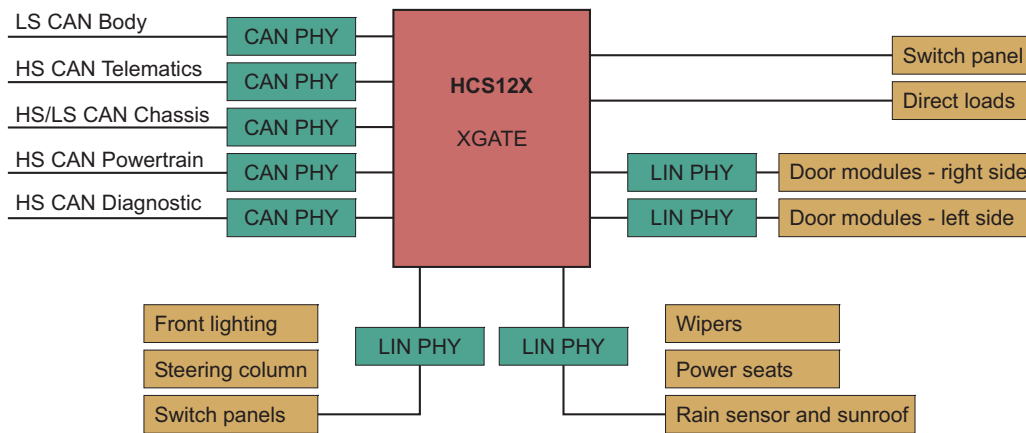 LS CAN Body
CAN PHY
HS CAN Telematics
CAN PHY
HS/LS CAN Chassis
CAN PHY
HS CAN Powertrain
CAN PHY
HS CAN Diagnostic
CAN PHY
HCS12X
XGATE
Switch panel
Direct loads
LIN PHY
Door modules - right side
LIN PHY
Door modules - left side
Front lighting
Steering column
Switch panels
LIN PHY
LIN PHY
Wipers
Power seats
Rain sensor and sunroof